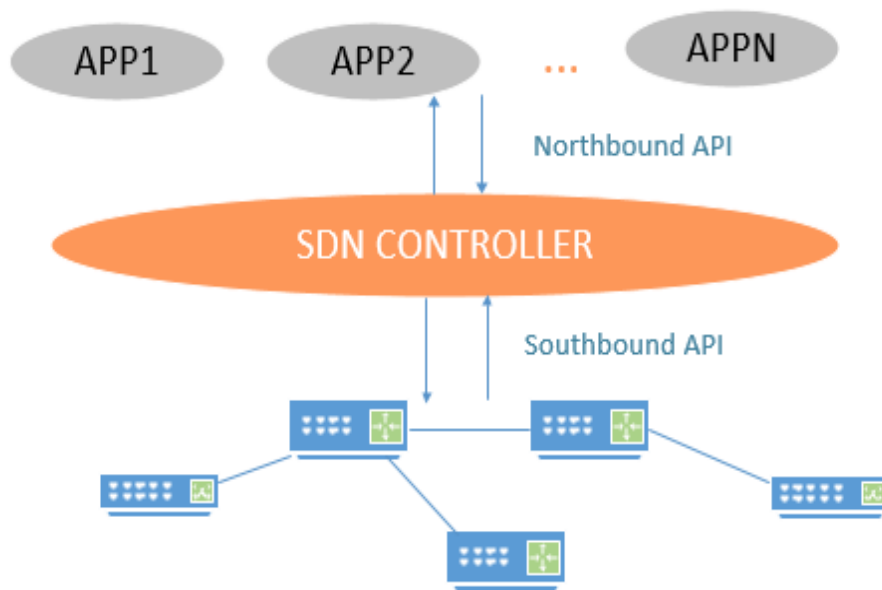 APP1
APP2
...
APPN
Northbound API
SDN CONTROLLER
Southbound API